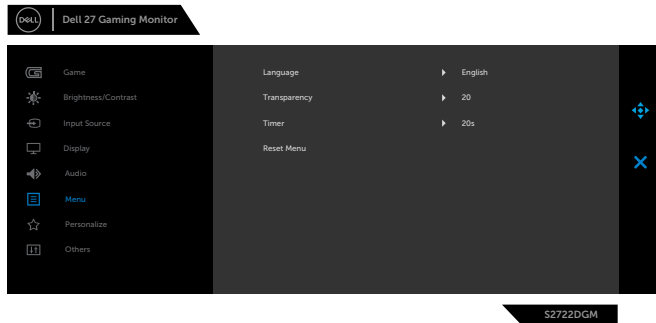 DELL
Dell 27 Gaming Monitor
Game
Language English
Brightness/Contrast
Transparency 20
Input Source
Timer 20s
Display
Reset Menu
Audio
Menu
Personalize
Others
S2722DGM